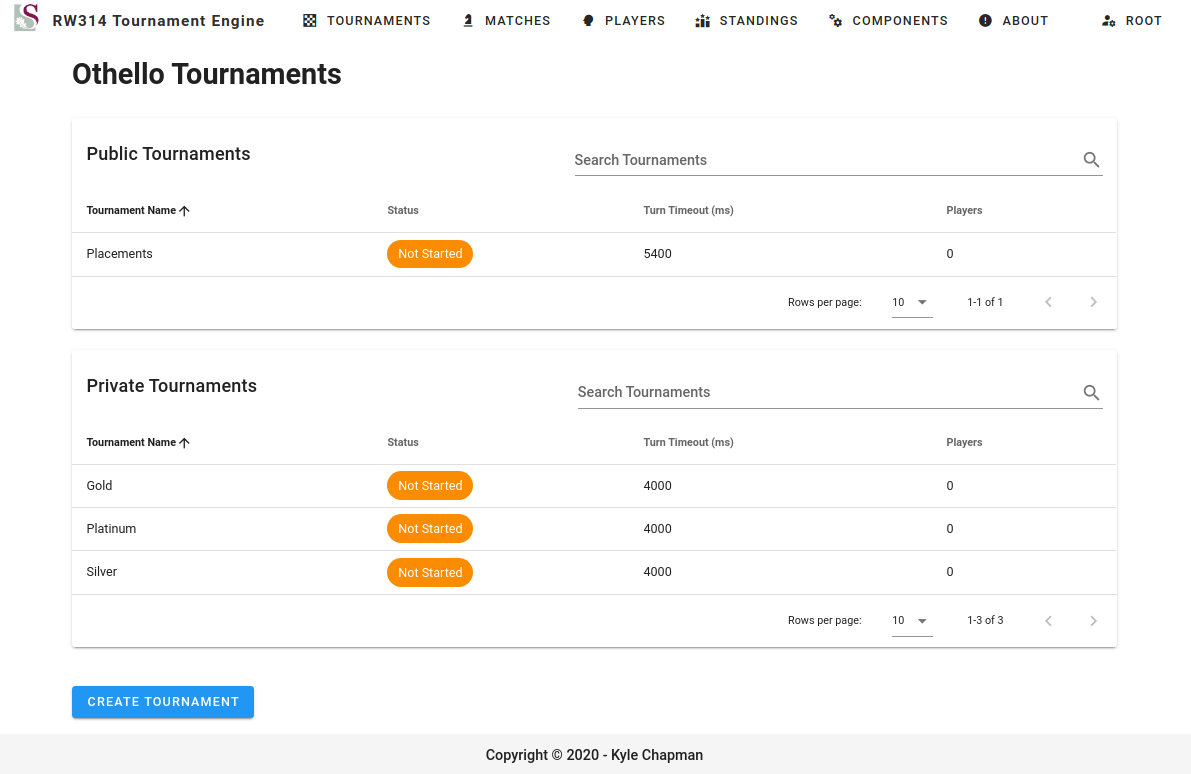 S RW314 Tournament Engine TOURNAMENTS MATCHES PLAYERS STANDINGS COMPONENTS ABOUT ROOT
Othello Tournaments
Public Tournaments Search Tournaments
Tournament Name Status Turn Timeout (ms) Players
Placements Not Started 5400 0
Rows per page: 10 1-1 of 1
Private Tournaments Search Tournaments
Tournament Name Status Turn Timeout (ms) Players
Gold Not Started 4000 0
Platinum Not Started 4000 0
Silver Not Started 4000 0
Rows per page: 10 1-3 of 3
CREATE TOURNAMENT
Copyright © 2020 - Kyle Chapman